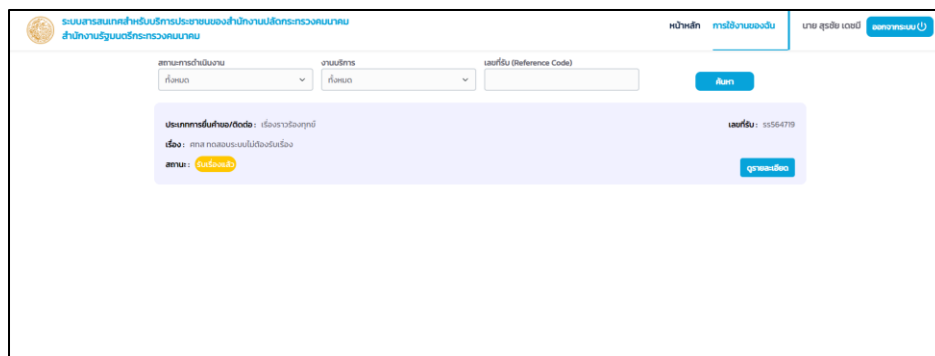 ระบบสารสนเทศสำหรับบริการประชาชนของสำนักงานปลัดกระทรวงคมนาคม
สำนักงานรัฐมนตรีกระทรวงคมนาคม
หน้าหลัก การใช้งานของฉัน นาย สุรชัย เดชมี ออกจากระบบ
สถานะการดำเนินงาน งานบริการ เลขที่รับ (Reference Code)
ทั้งหมด ทั้งหมด ค้นหา
ประเภทการยื่นคำขอ/ติดต่อ : เรื่องราวร้องทุกข์ เลขที่รับ : รร564719
เรื่อง : ศทส ทดสอบระบบไม่ต้องรับเรื่อง
สถานะ : รับเรื่องแล้ว
ดูรายละเอียด